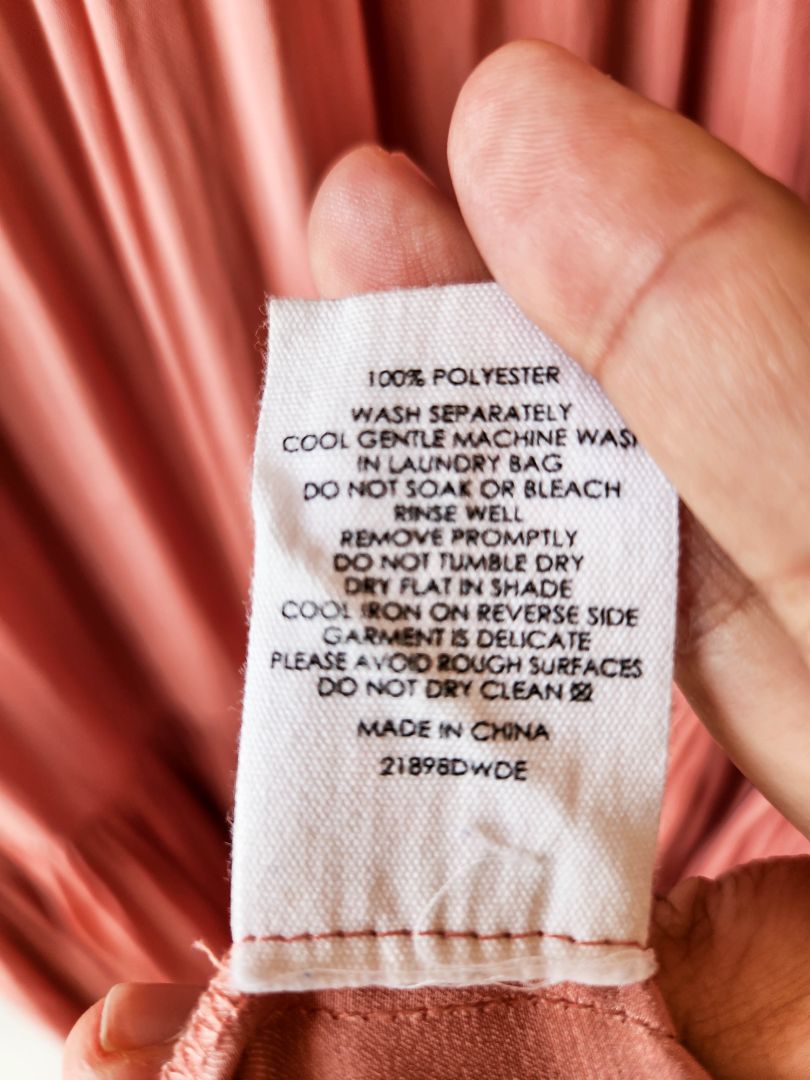 100% POLYESTER
WASH SEPARATELY
COOL GENTLE MACHINE WASH
IN LAUNDRY BAG
DO NOT SOAK OR BLEACH
RINSE WELL
REMOVE PROMPTLY
DO NOT TUMBLE DRY
DRY FLAT IN SHADE
COOL IRON ON REVERSE SIDE
GARMENT IS DELICATE
PLEASE AVOID ROUGH SURFACES
DO NOT DRY CLEAN
MADE IN CHINA
21898DWDE